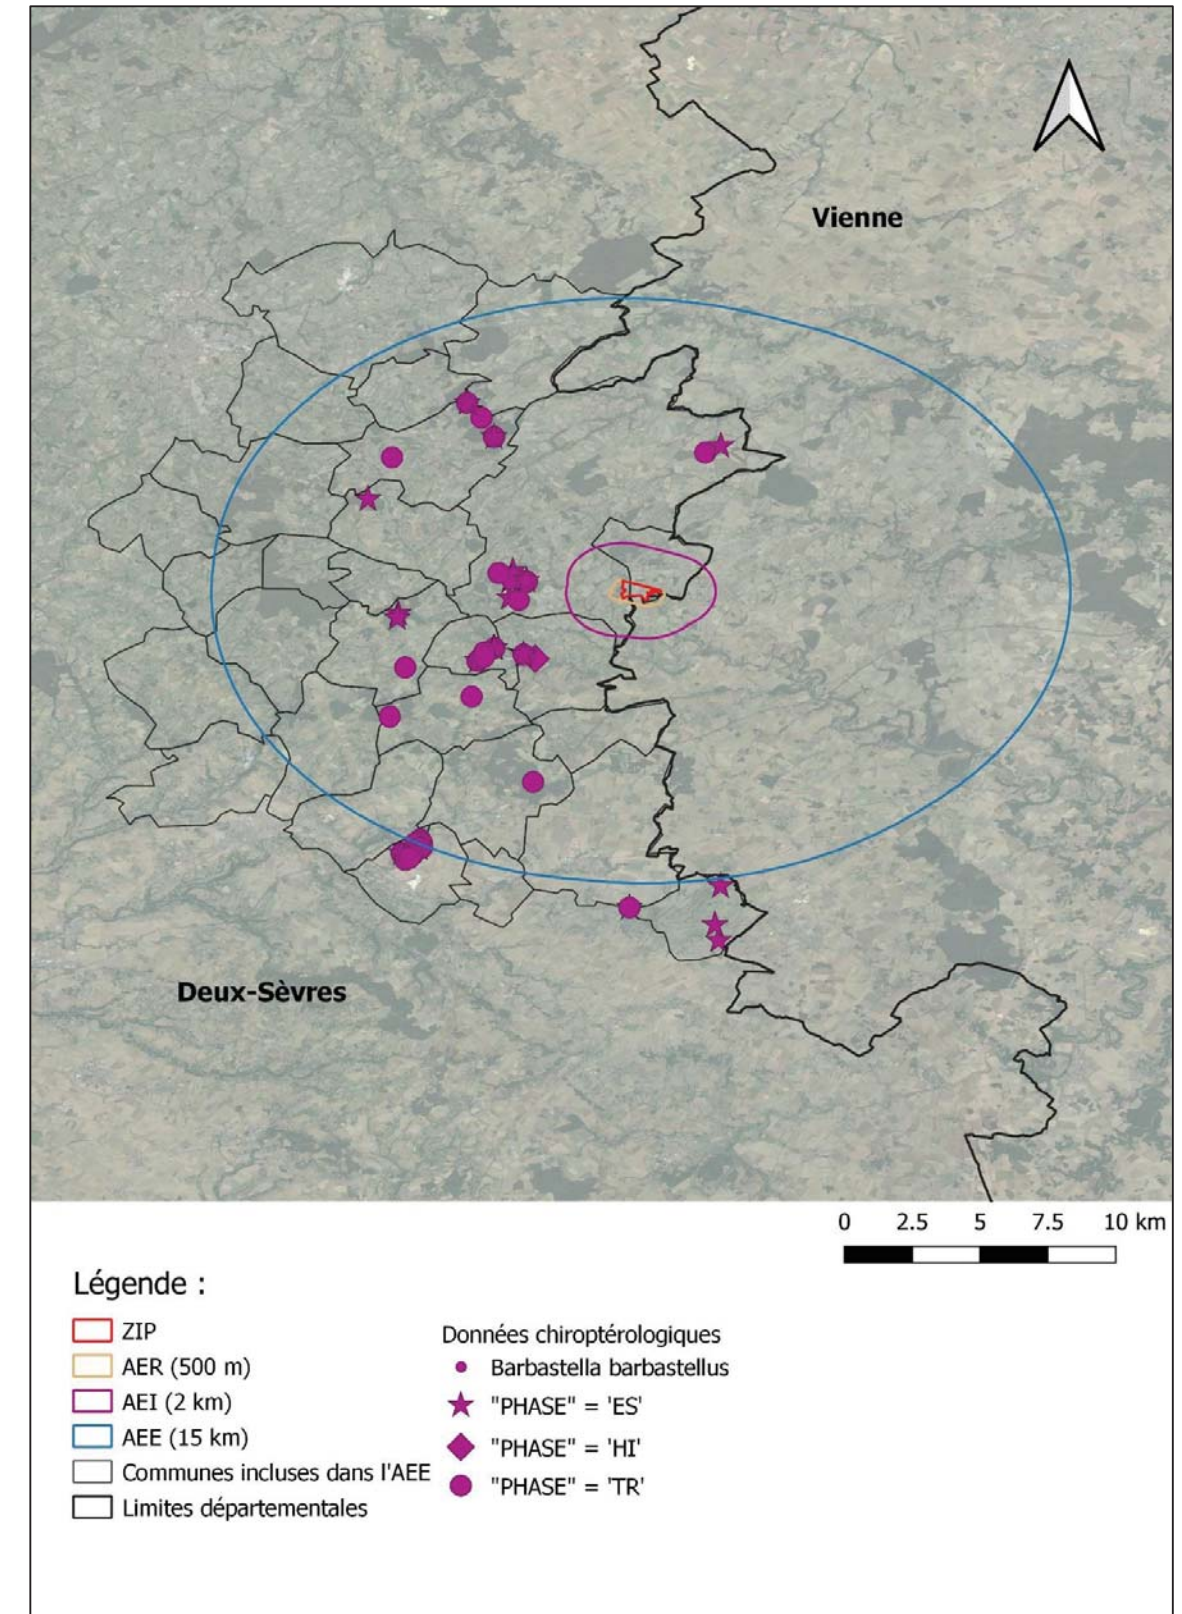 Vienne
Deux-Sèvres
0 2.5 5 7.5 10 km
Légende :
ZIP
AER (500 m)
AEI (2 km)
AEE (15 km)
Communes incluses dans l'AEE
Limites départementales
Données chiroptérologiques
Barbastella barbastellus
"PHASE" = 'ES'
"PHASE" = 'HI'
"PHASE" = 'TR'